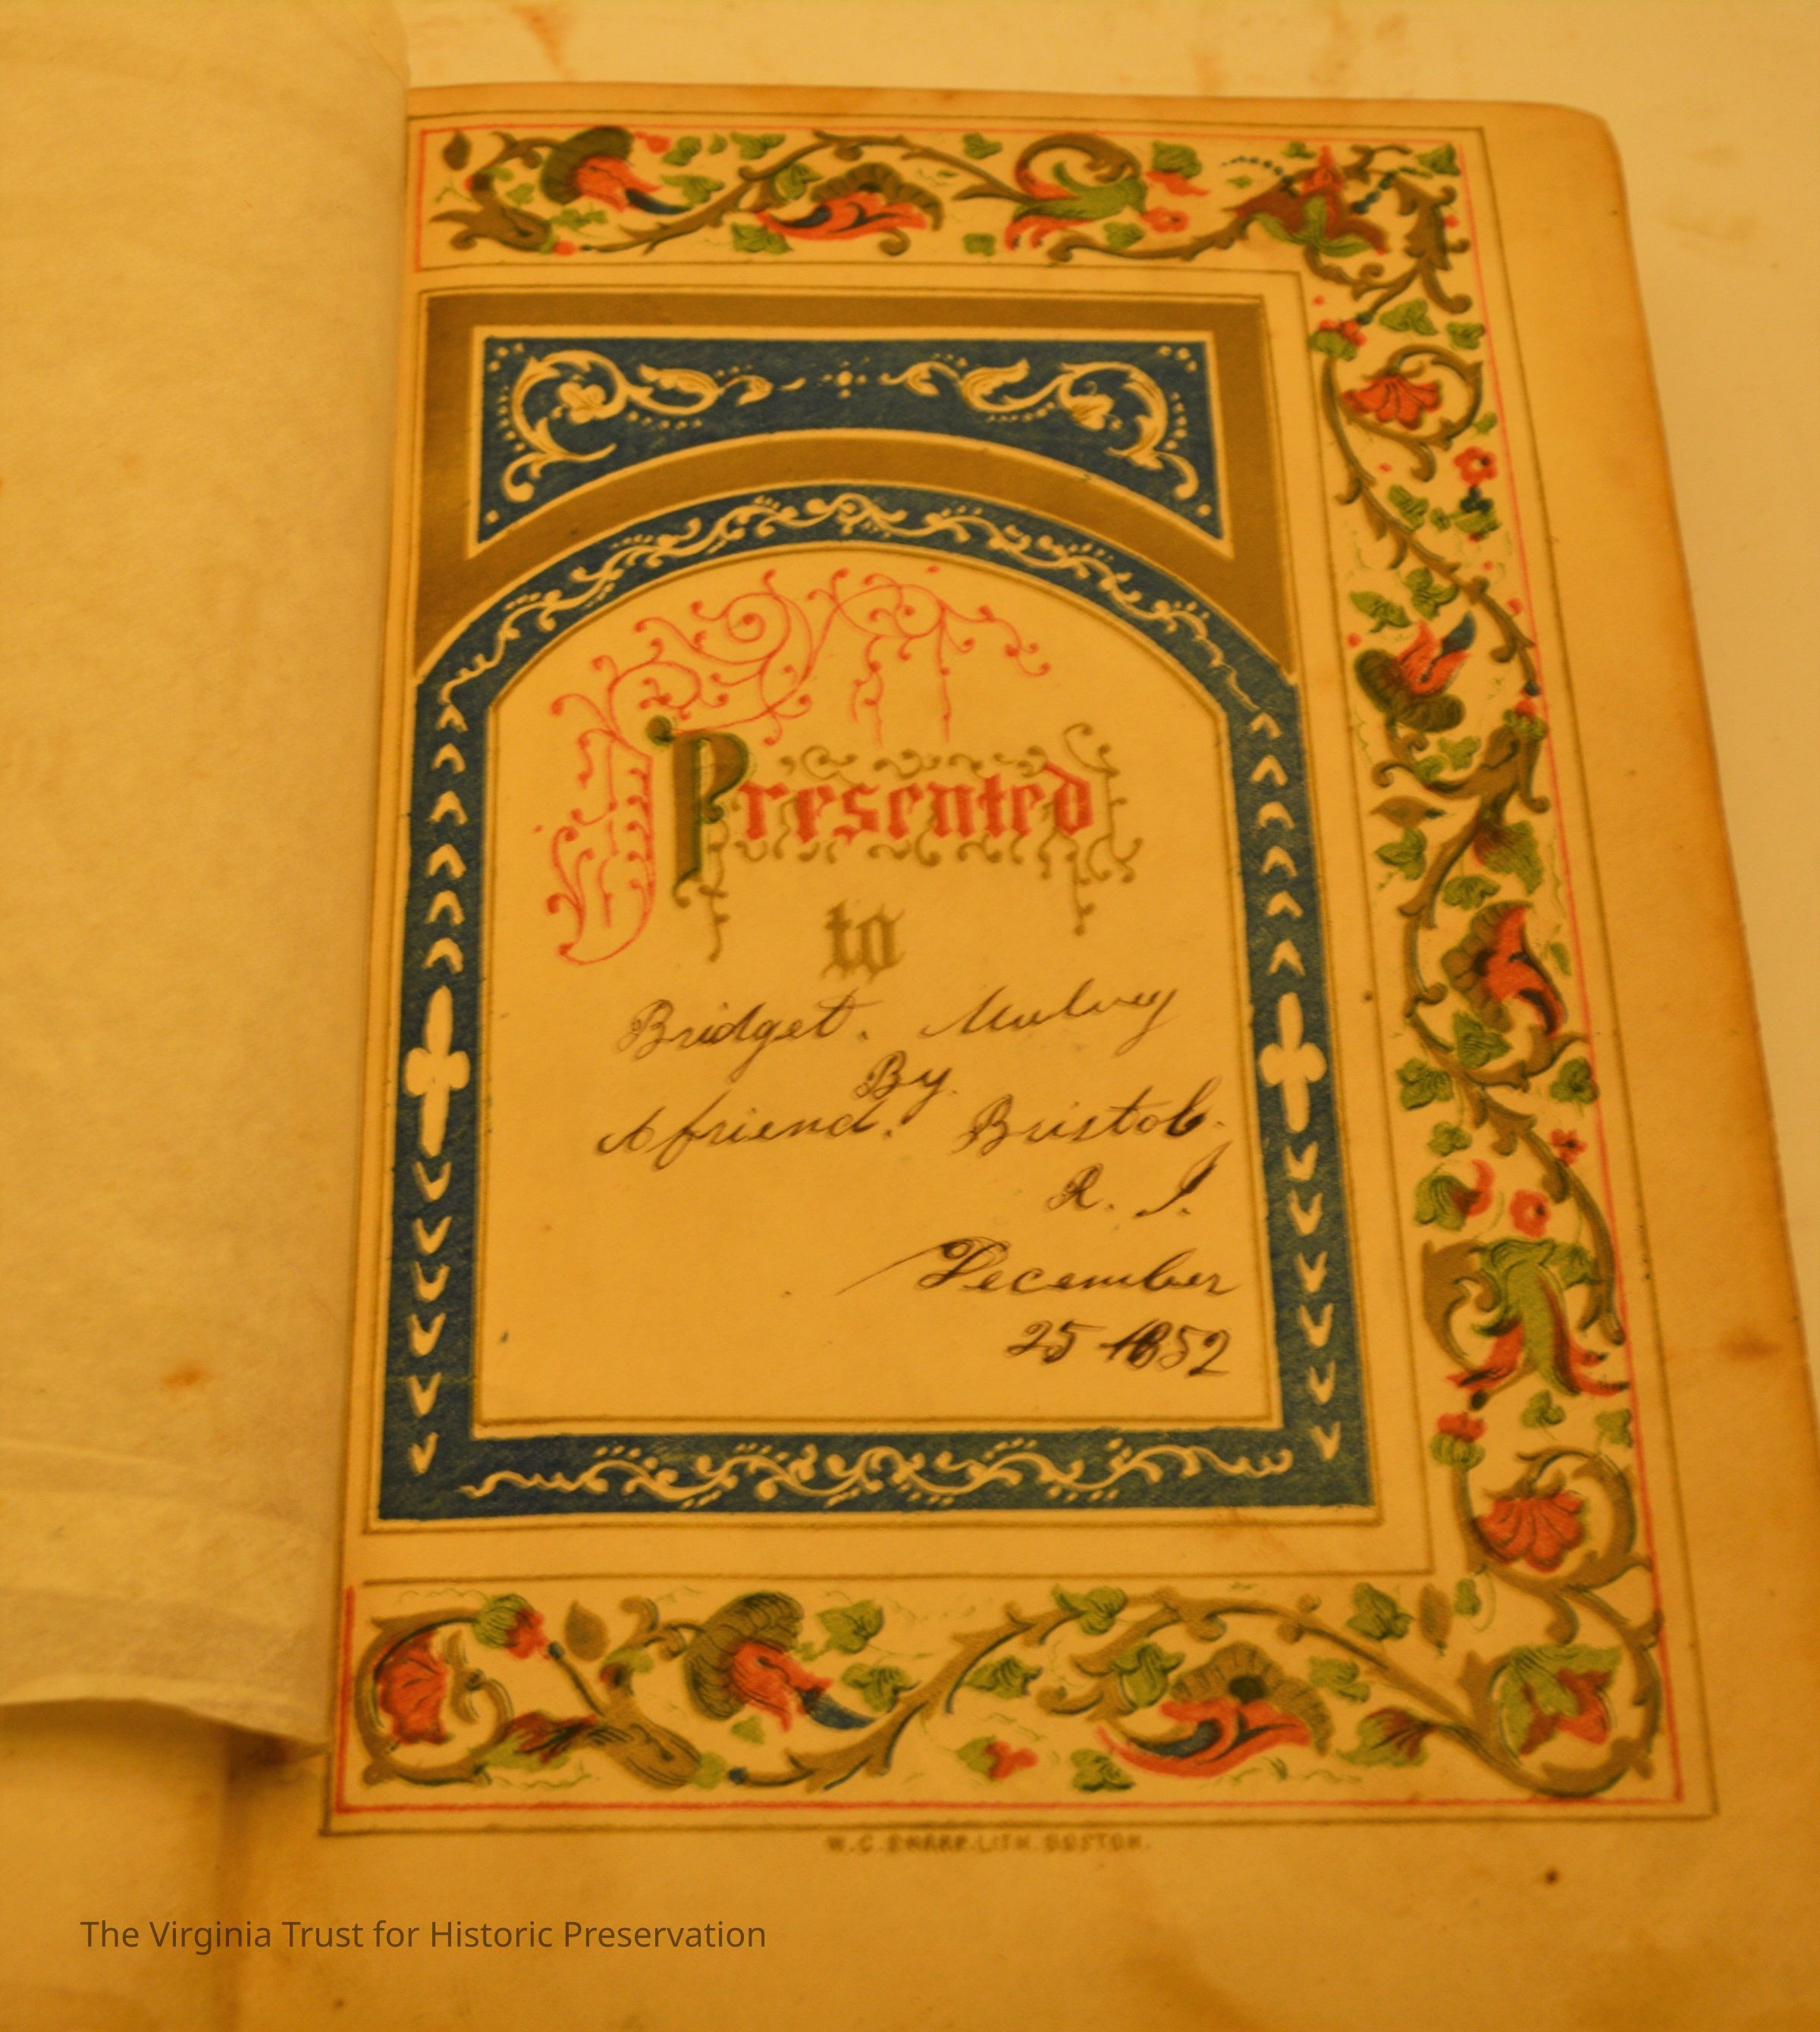 Presented
to
Bridget. Mulvey
By.
A friend. Bristol.
R. I.
December
25 1852
W. C. SHARP. LITH. BOSTON.
The Virginia Trust for Historic Preservation